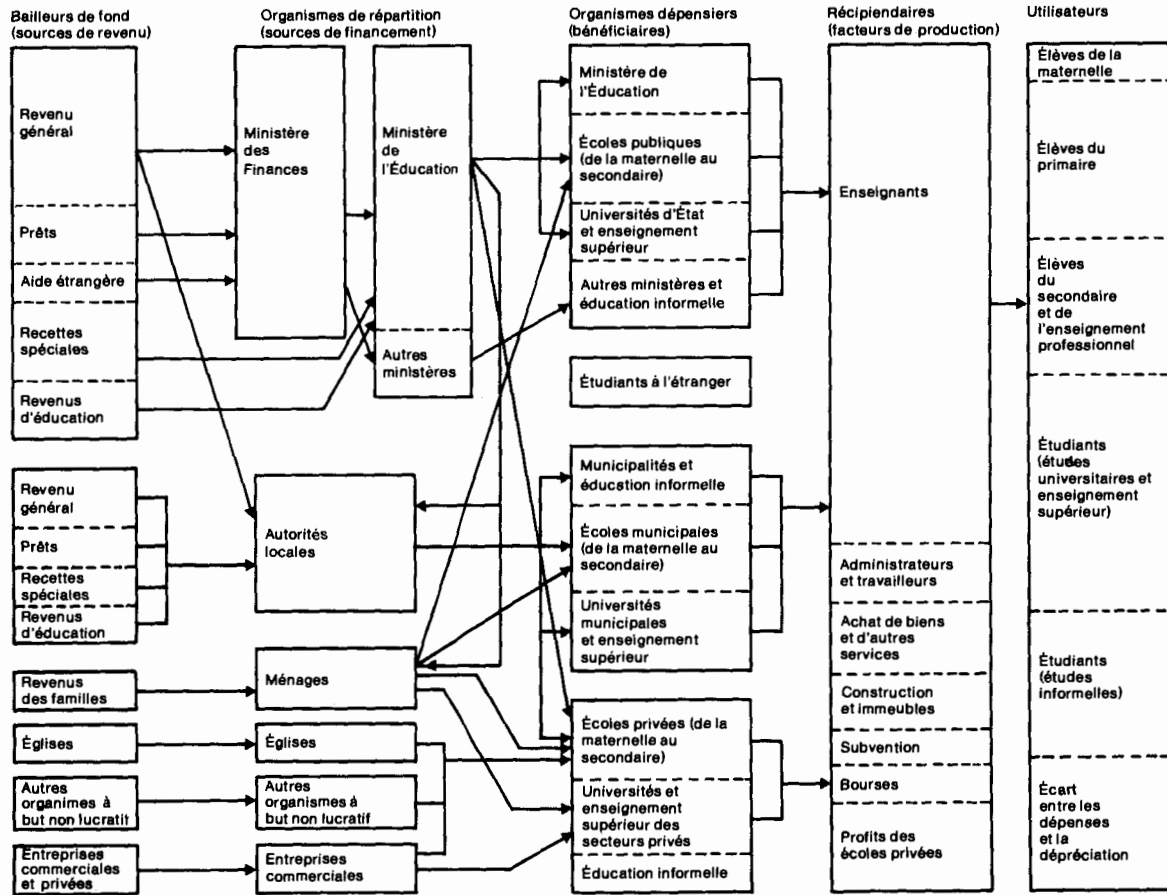 Bailleurs de fond
(sources de revenu)
Organismes de répartition
(sources de financement)
Organismes dépensiers
(bénéficiaires)
Récipiendaires
(facteurs de production)
Utilisateurs
Revenu
général
Prêts
Aide étrangère
Recettes
spéciales
Revenus
d'éducation
Revenu
général
Prêts
Recettes
spéciales
Revenus
d'éducation
Revenus
des familles
Églises
Autres
organimes à
but non lucratif
Entreprises
commerciales
et privées
Ministère
des
Finances
Ministère
de
l'Éducation
Autres
ministères
Autorités
locales
Ménages
Églises
Autres
organismes à
but non lucratif
Entreprises
commerciales
Ministère de
l'Éducation
Écoles publiques
(de la maternelle au
secondaire)
Universités d'État
et enseignement
supérieur
Autres ministères et
éducation informelle
Étudiants à l'étranger
Municipalités et
éducation informelle
Écoles municipales
(de la maternelle au
secondaire)
Universités
municipales
et enseignement
supérieur
Écoles privées (de la
maternelle au
secondaire)
Universités et
enseignement
supérieur des
secteurs privés
Éducation informelle
Enseignants
Administrateurs
et travailleurs
Achat de biens
et d'autres
services
Construction
et immeubles
Subvention
Bourses
Profits des
écoles privées
Élèves de la
maternelle
Élèves du
primaire
Élèves
du
secondaire
et de
l'enseignement
professionnel
Étudiants
(études
universitaires et
enseignement
supérieur)
Étudiants
(études
informelles)
Écart
entre les
dépenses
et la
dépréciation